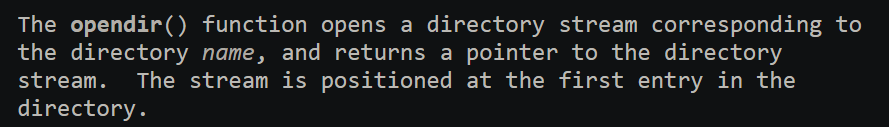 The opendir() function opens a directory stream corresponding to
the directory name, and returns a pointer to the directory
stream.  The stream is positioned at the first entry in the
directory.